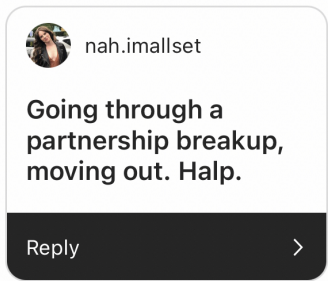 nah.imallset
Going through a
partnership breakup,
moving out. Halp.
Reply